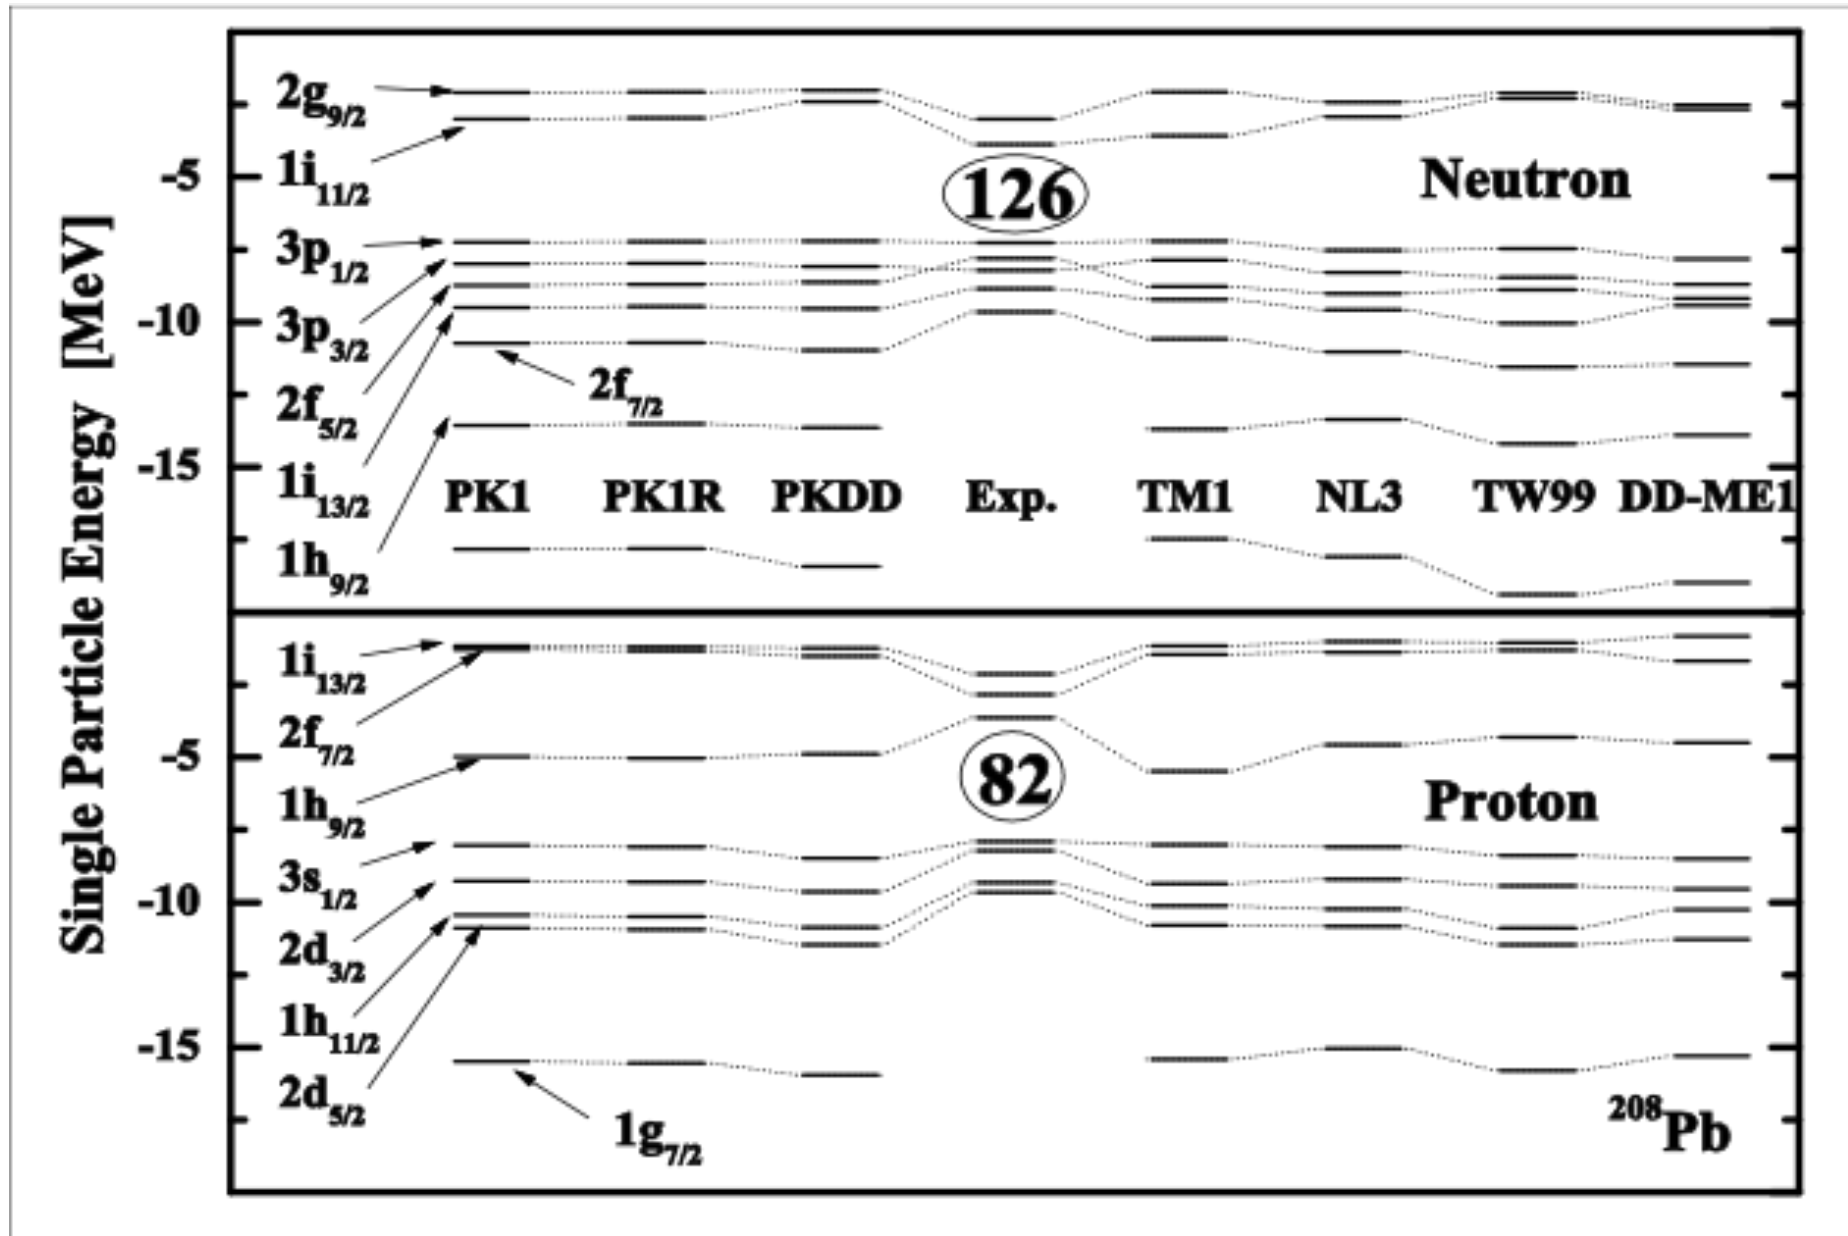 Single Particle Energy [MeV]
2g9/2
1i11/2
-5
Neutron
126
3p1/2
3p3/2
-10
2f7/2
2f5/2
1i13/2
-15
PK1 PK1R PKDD Exp. TM1 NL3 TW99 DD-ME1
1h9/2
1i13/2
2f7/2
-5
82
Proton
1h9/2
3s1/2
-10
2d3/2
1h11/2
-15
2d5/2
1g7/2
208Pb